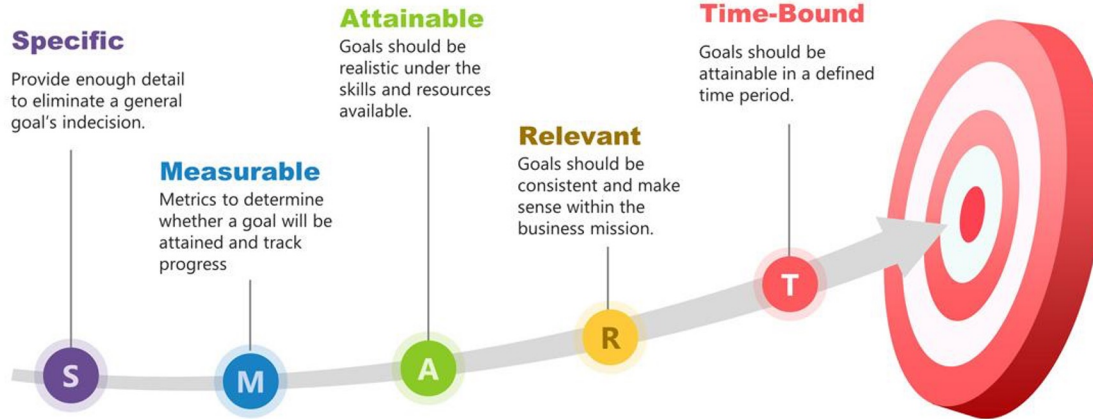 Specific
Provide enough detail
to eliminate a general
goal's indecision.
Measurable
Metrics to determine
whether a goal will be
attained and track
progress
Attainable
Goals should be
realistic under the
skills and resources
available.
Relevant
Goals should be
consistent and make
sense within the
business mission.
Time-Bound
Goals should be
attainable in a defined
time period.
S
M
A
R
T